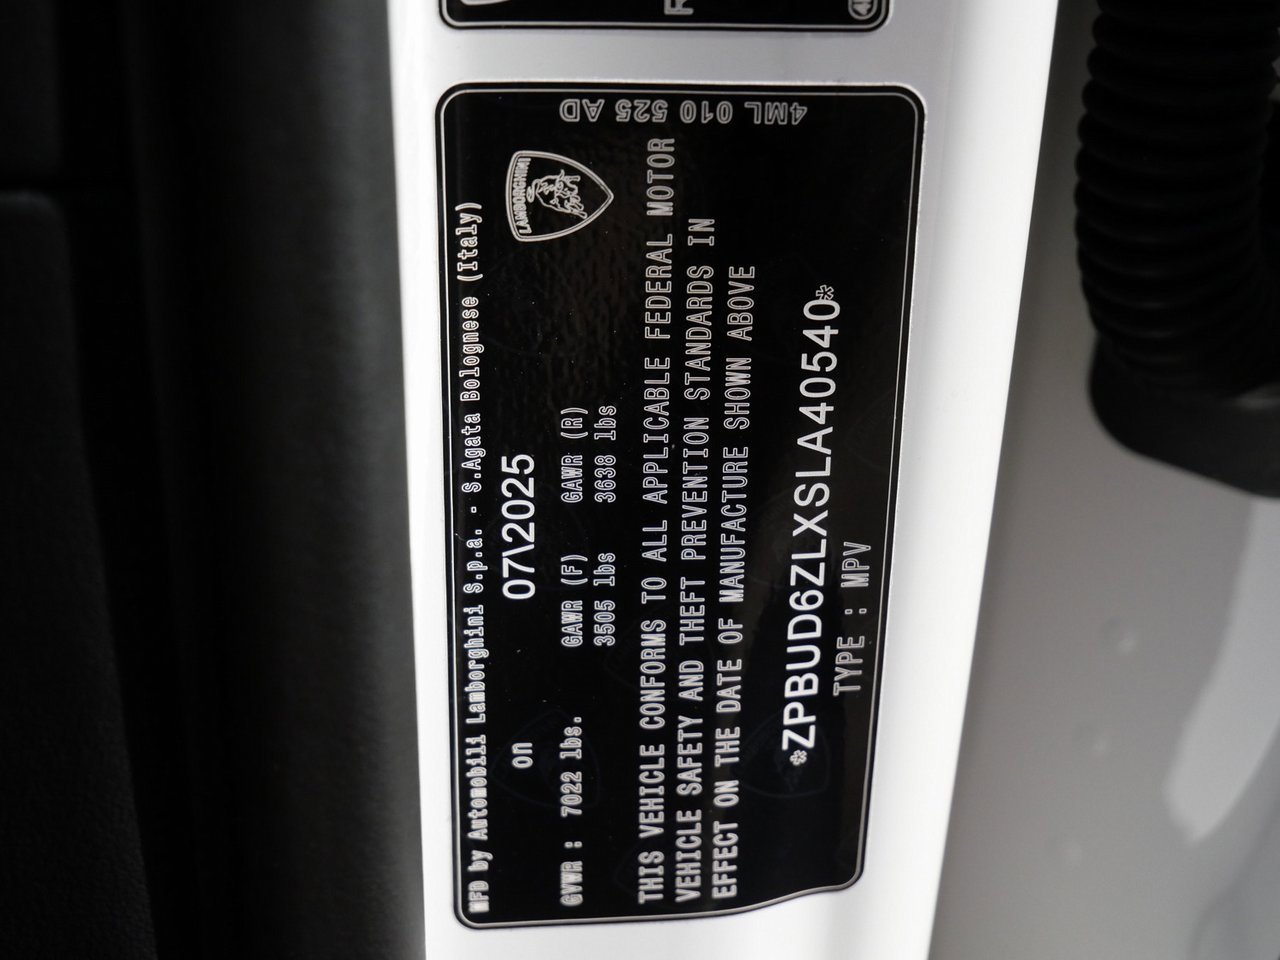 MFD by Automobili Lamborghini S.p.a. - S.Agata Bolognese (Italy)
on 07\2025
LAMBORGHINI
GVWR : 7022 lbs. GAWR (F) GAWR (R)
3505 lbs 3638 lbs
THIS VEHICLE CONFORMS TO ALL APPLICABLE FEDERAL MOTOR
VEHICLE SAFETY AND THEFT PREVENTION STANDARDS IN
EFFECT ON THE DATE OF MANUFACTURE SHOWN ABOVE
*ZPBUD6ZLXSLA40540*
TYPE : MPV
4ML 010 525 AD